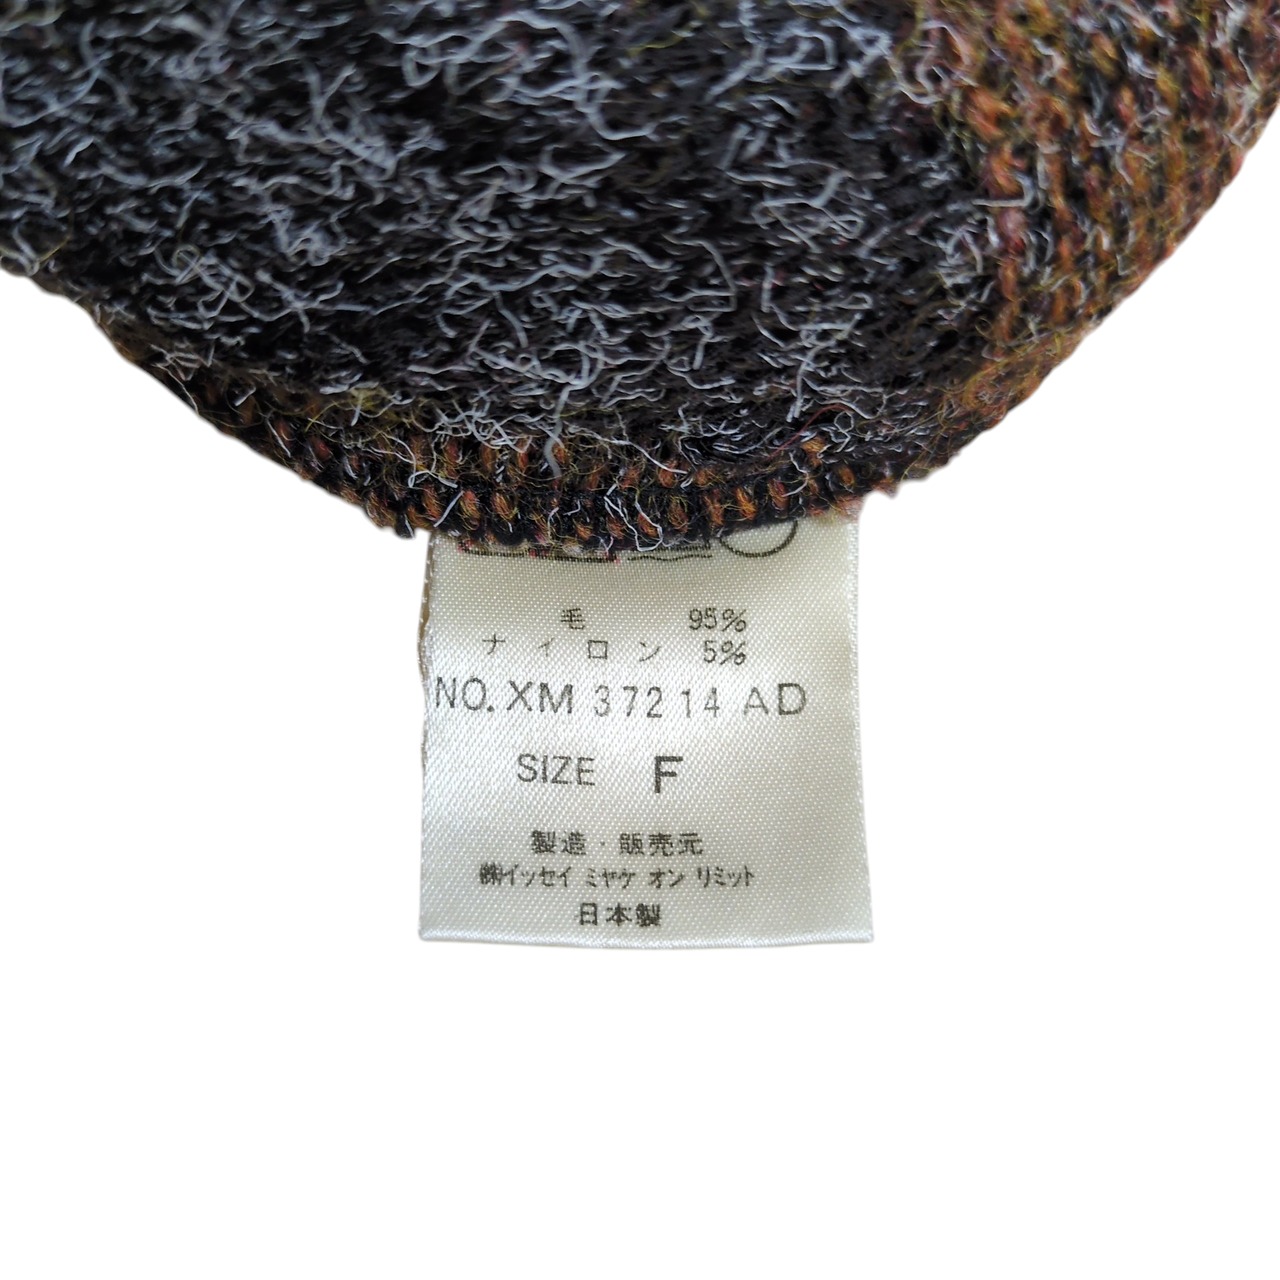 毛 95%
ナイロン 5%
NO. XM 37214 AD
SIZE F
製造・販売元
㈱イッセイ ミヤケ オン リミット
日本製